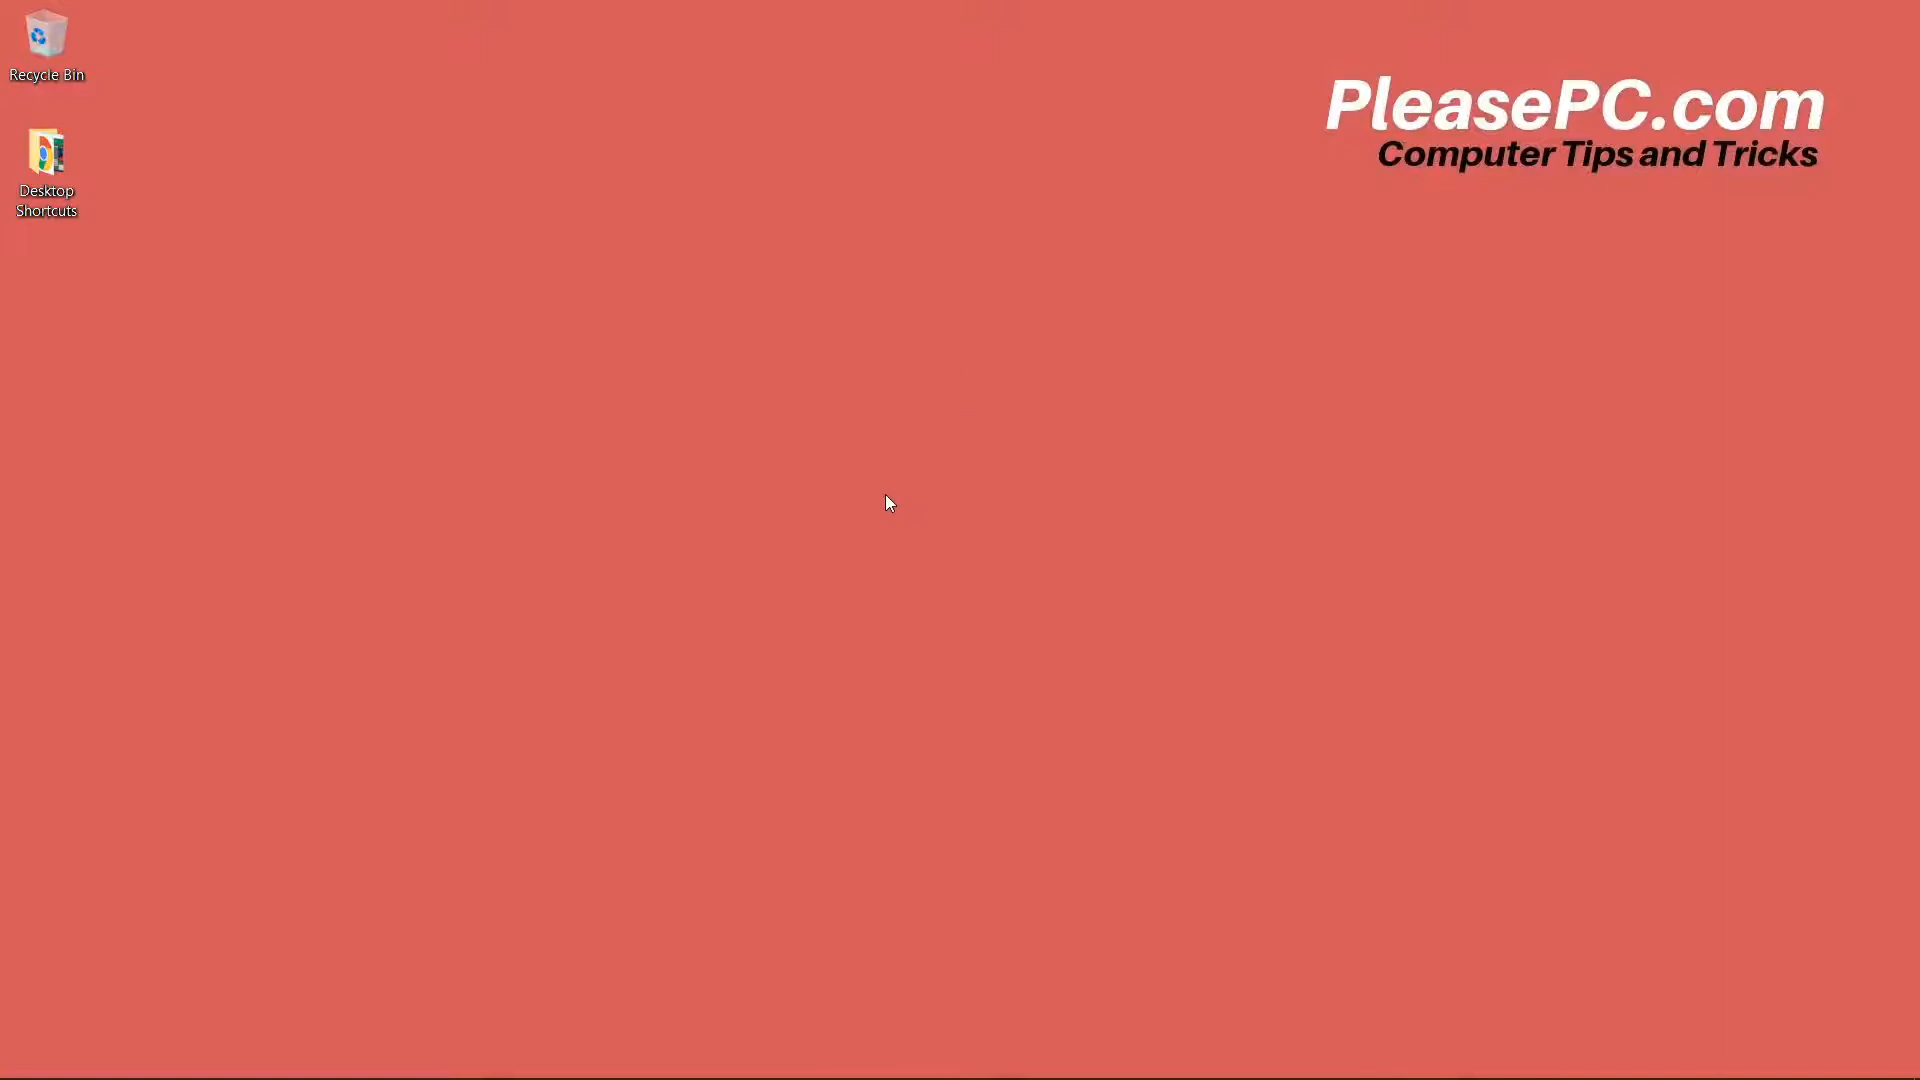 Recycle Bin
Desktop
Shortcuts
PleasePC.com
Computer Tips and Tricks